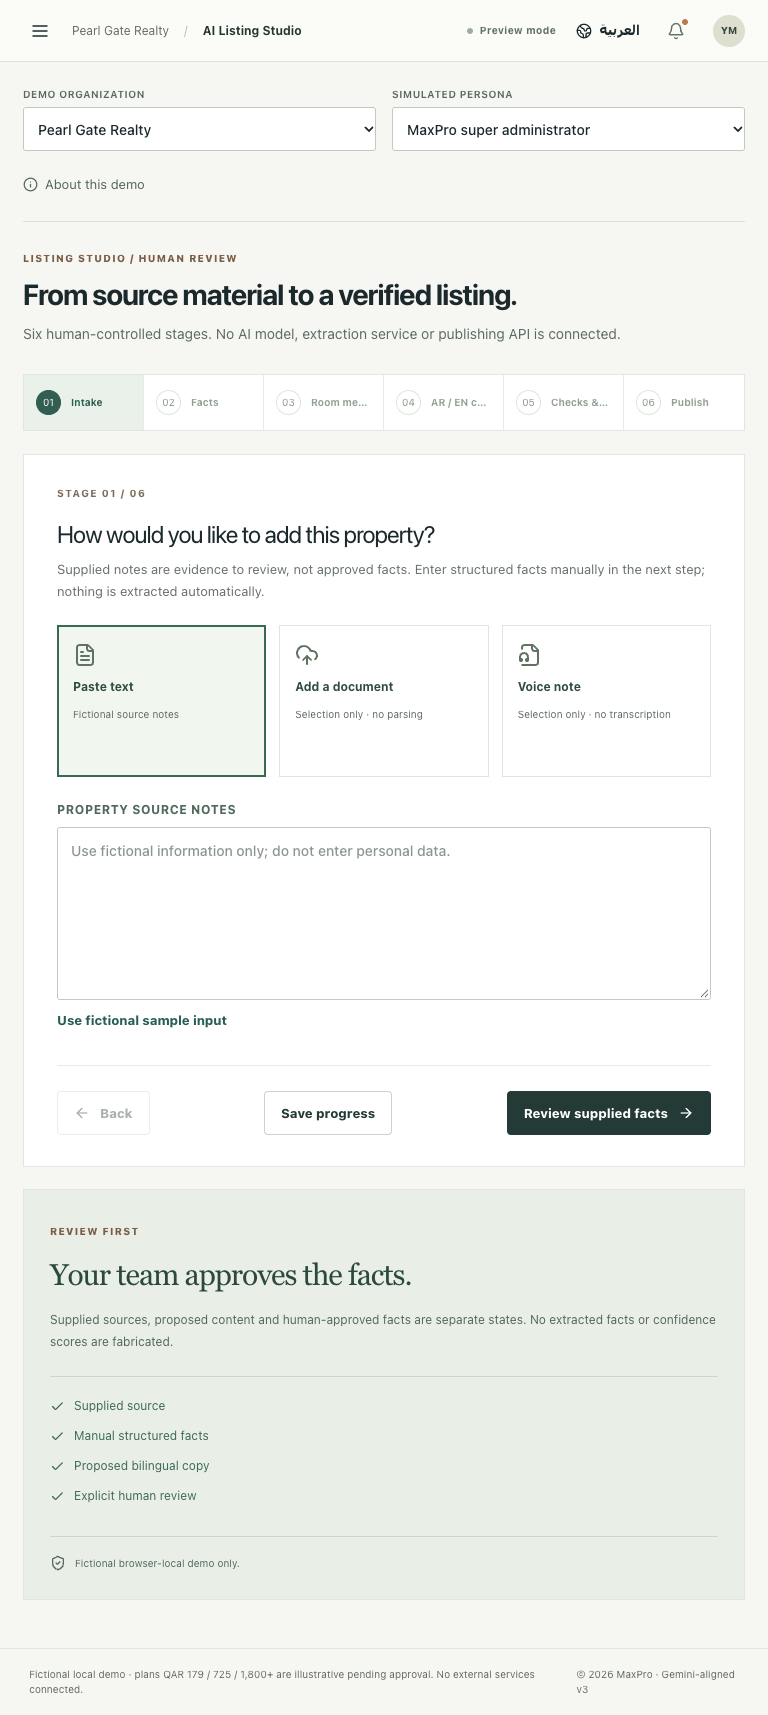 Pearl Gate Realty / AI Listing Studio
Preview mode
العربية
YM
DEMO ORGANIZATION
Pearl Gate Realty
SIMULATED PERSONA
MaxPro super administrator
About this demo
LISTING STUDIO / HUMAN REVIEW
From source material to a verified listing.
Six human-controlled stages. No AI model, extraction service or publishing API is connected.
01 Intake
02 Facts
03 Room me...
04 AR / EN c...
05 Checks &...
06 Publish
STAGE 01 / 06
How would you like to add this property?
Supplied notes are evidence to review, not approved facts. Enter structured facts manually in the next step;
nothing is extracted automatically.
Paste text
Fictional source notes
Add a document
Selection only · no parsing
Voice note
Selection only · no transcription
PROPERTY SOURCE NOTES
Use fictional information only; do not enter personal data.
Use fictional sample input
Back
Save progress
Review supplied facts
REVIEW FIRST
Your team approves the facts.
Supplied sources, proposed content and human-approved facts are separate states. No extracted facts or confidence
scores are fabricated.
Supplied source
Manual structured facts
Proposed bilingual copy
Explicit human review
Fictional browser-local demo only.
Fictional local demo · plans QAR 179 / 725 / 1,800+ are illustrative pending approval. No external services
connected.
© 2026 MaxPro · Gemini-aligned
v3